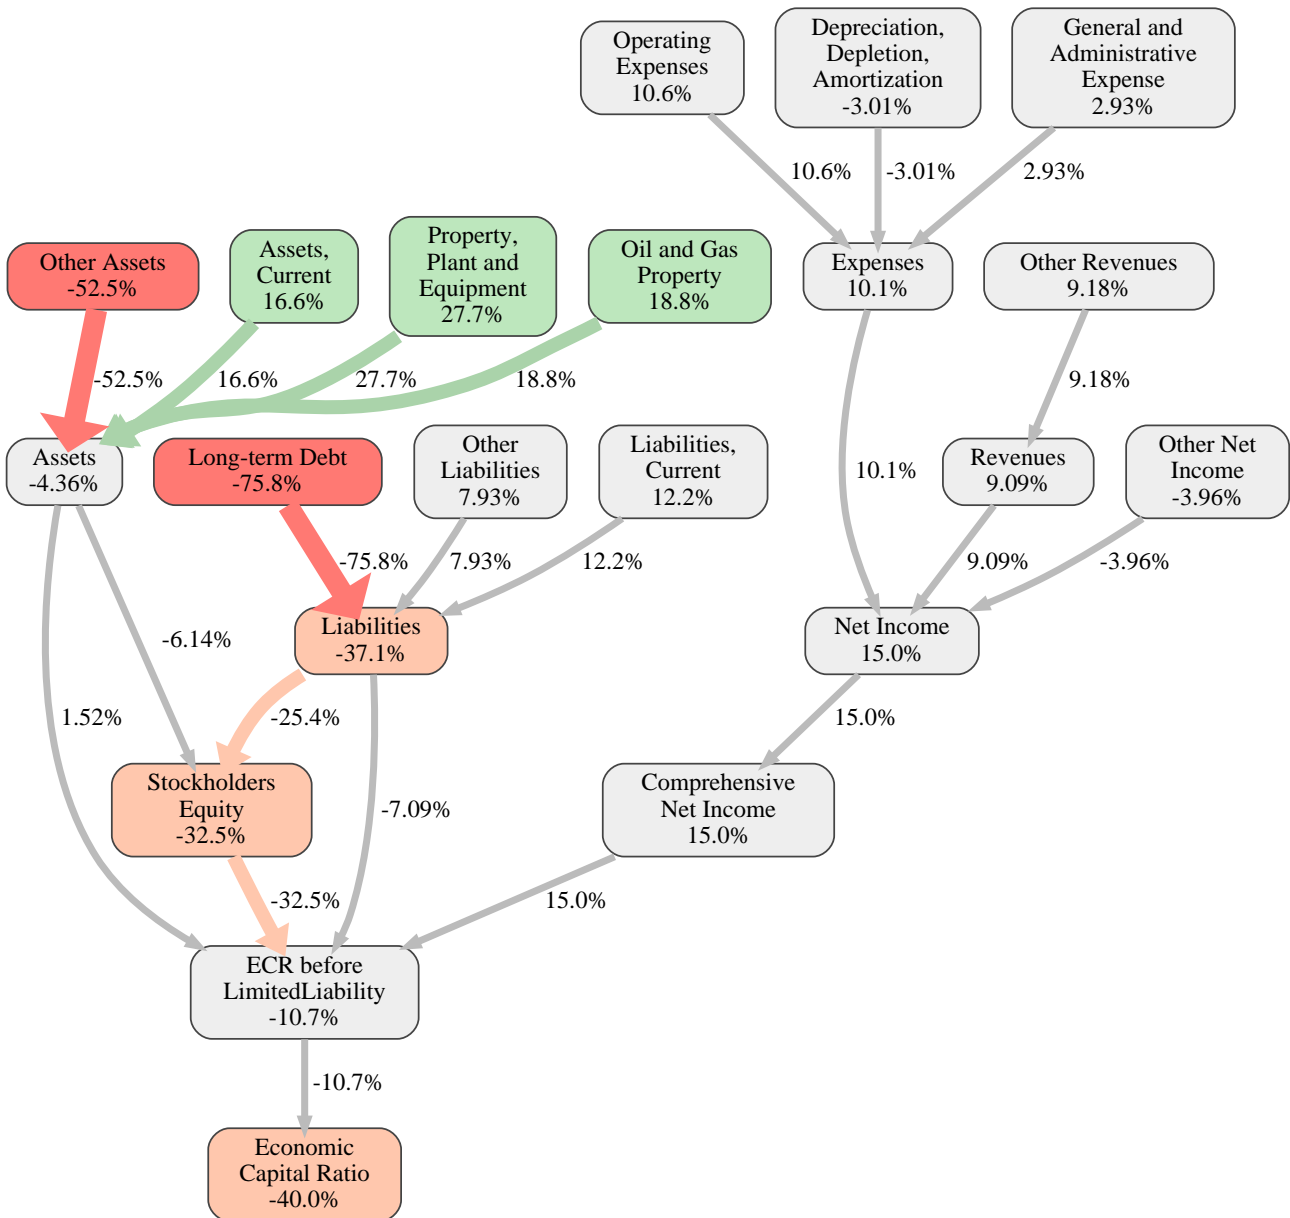 Operating
Expenses
10.6%
Depreciation,
Depletion,
Amortization
-3.01%
General and
Administrative
Expense
2.93%
10.6%
-3.01%
2.93%
Other Assets
-52.5%
Assets,
Current
16.6%
Property,
Plant and
Equipment
27.7%
Oil and Gas
Property
18.8%
Expenses
10.1%
Other Revenues
9.18%
-52.5%
16.6%
27.7%
18.8%
9.18%
Assets
-4.36%
Long-term Debt
-75.8%
Other
Liabilities
7.93%
Liabilities,
Current
12.2%
10.1%
Revenues
9.09%
Other Net
Income
-3.96%
-75.8%
7.93%
12.2%
9.09%
-3.96%
-6.14%
Liabilities
-37.1%
Net Income
15.0%
1.52%
-25.4%
15.0%
Stockholders
Equity
-32.5%
-7.09%
Comprehensive
Net Income
15.0%
-32.5%
15.0%
ECR before
LimitedLiability
-10.7%
-10.7%
Economic
Capital Ratio
-40.0%